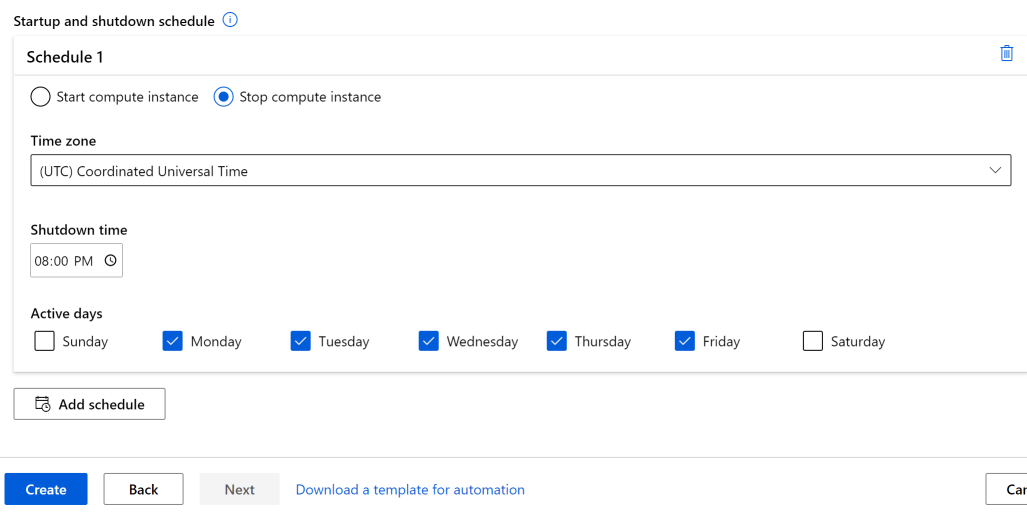 Startup and shutdown schedule
Schedule 1
Start compute instance Stop compute instance
Time zone
(UTC) Coordinated Universal Time
Shutdown time
08:00 PM
Active days
Sunday Monday Tuesday Wednesday Thursday Friday Saturday
Add schedule
Create Back Next Download a template for automation